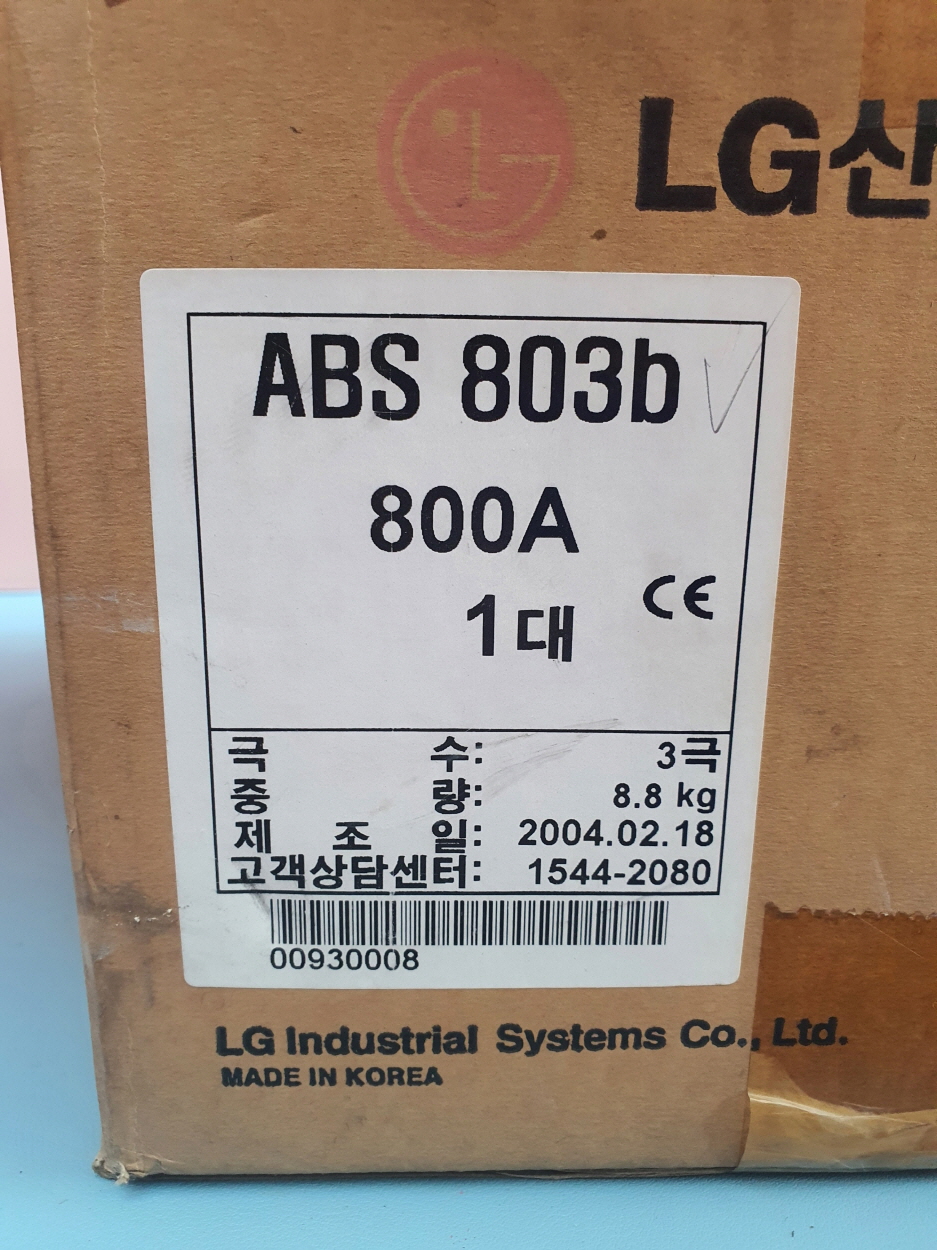 LG산
ABS 803b
800A
1대
CE
극 수: 3극
중 량: 8.8 kg
제 조 일: 2004.02.18
고객상담센터: 1544-2080
00930008
LG Industrial Systems Co., Ltd.
MADE IN KOREA